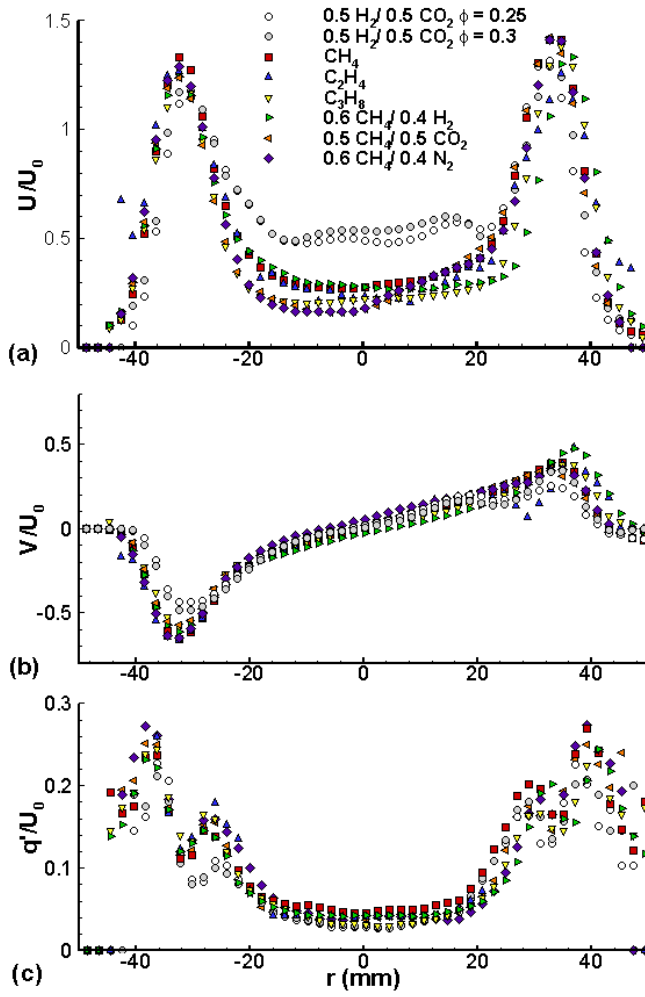 0.5 H₂/ 0.5 CO₂ ϕ = 0.25
0.5 H₂/ 0.5 CO₂ ϕ = 0.3
CH₄
C₂H₄
C₃H₈
0.6 CH₄/ 0.4 H₂
0.5 CH₄/ 0.5 CO₂
0.6 CH₄/ 0.4 N₂
U/U₀
1.5
1
0.5
0
-40 -20 0 20 40
(a)
V/U₀
0.5
0
-0.5
-40 -20 0 20 40
(b)
q'/U₀
0.3
0.2
0.1
0
-40 -20 0 20 40
(c)
r (mm)